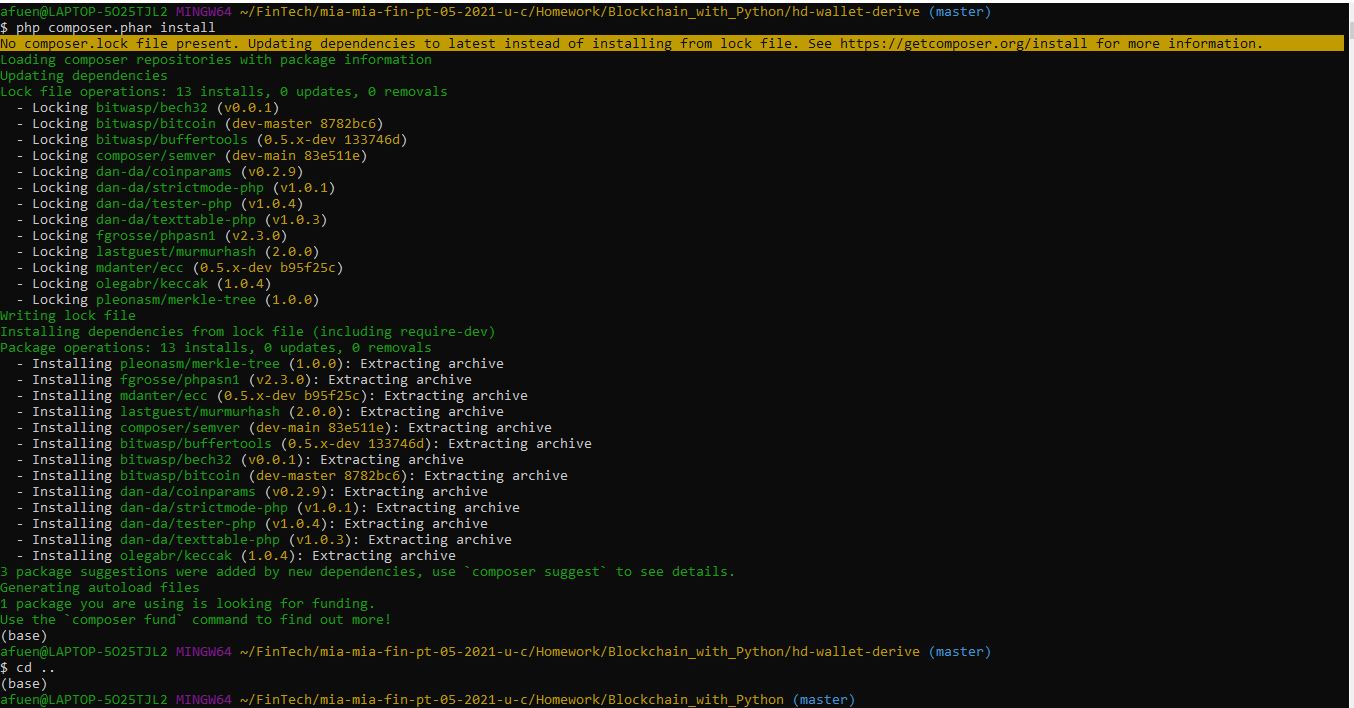 afuen@LAPTOP-5O25TJL2 MINGW64 ~/FinTech/mia-mia-fin-pt-05-2021-u-c/Homework/Blockchain_with_Python/hd-wallet-derive (master)
$ php composer.phar install
No composer.lock file present. Updating dependencies to latest instead of installing from lock file. See https://getcomposer.org/install for more information.
Loading composer repositories with package information
Updating dependencies
Lock file operations: 13 installs, 0 updates, 0 removals
  - Locking bitwasp/bech32 (v0.0.1)
  - Locking bitwasp/bitcoin (dev-master 8782bc6)
  - Locking bitwasp/buffertools (0.5.x-dev 133746d)
  - Locking composer/semver (dev-main 83e511e)
  - Locking dan-da/coinparams (v0.2.9)
  - Locking dan-da/strictmode-php (v1.0.1)
  - Locking dan-da/tester-php (v1.0.4)
  - Locking dan-da/texttable-php (v1.0.3)
  - Locking fgrosse/phpasn1 (v2.3.0)
  - Locking lastguest/murmurhash (2.0.0)
  - Locking mdanter/ecc (0.5.x-dev b95f25c)
  - Locking olegabr/keccak (1.0.4)
  - Locking pleonasm/merkle-tree (1.0.0)
Writing lock file
Installing dependencies from lock file (including require-dev)
Package operations: 13 installs, 0 updates, 0 removals
  - Installing pleonasm/merkle-tree (1.0.0): Extracting archive
  - Installing fgrosse/phpasn1 (v2.3.0): Extracting archive
  - Installing mdanter/ecc (0.5.x-dev b95f25c): Extracting archive
  - Installing lastguest/murmurhash (2.0.0): Extracting archive
  - Installing composer/semver (dev-main 83e511e): Extracting archive
  - Installing bitwasp/buffertools (0.5.x-dev 133746d): Extracting archive
  - Installing bitwasp/bech32 (v0.0.1): Extracting archive
  - Installing bitwasp/bitcoin (dev-master 8782bc6): Extracting archive
  - Installing dan-da/coinparams (v0.2.9): Extracting archive
  - Installing dan-da/strictmode-php (v1.0.1): Extracting archive
  - Installing dan-da/tester-php (v1.0.4): Extracting archive
  - Installing dan-da/texttable-php (v1.0.3): Extracting archive
  - Installing olegabr/keccak (1.0.4): Extracting archive
3 package suggestions were added by new dependencies, use `composer suggest` to see details.
Generating autoload files
1 package you are using is looking for funding.
Use the `composer fund` command to find out more!
(base)
afuen@LAPTOP-5O25TJL2 MINGW64 ~/FinTech/mia-mia-fin-pt-05-2021-u-c/Homework/Blockchain_with_Python/hd-wallet-derive (master)
$ cd ..
(base)
afuen@LAPTOP-5O25TJL2 MINGW64 ~/FinTech/mia-mia-fin-pt-05-2021-u-c/Homework/Blockchain_with_Python (master)